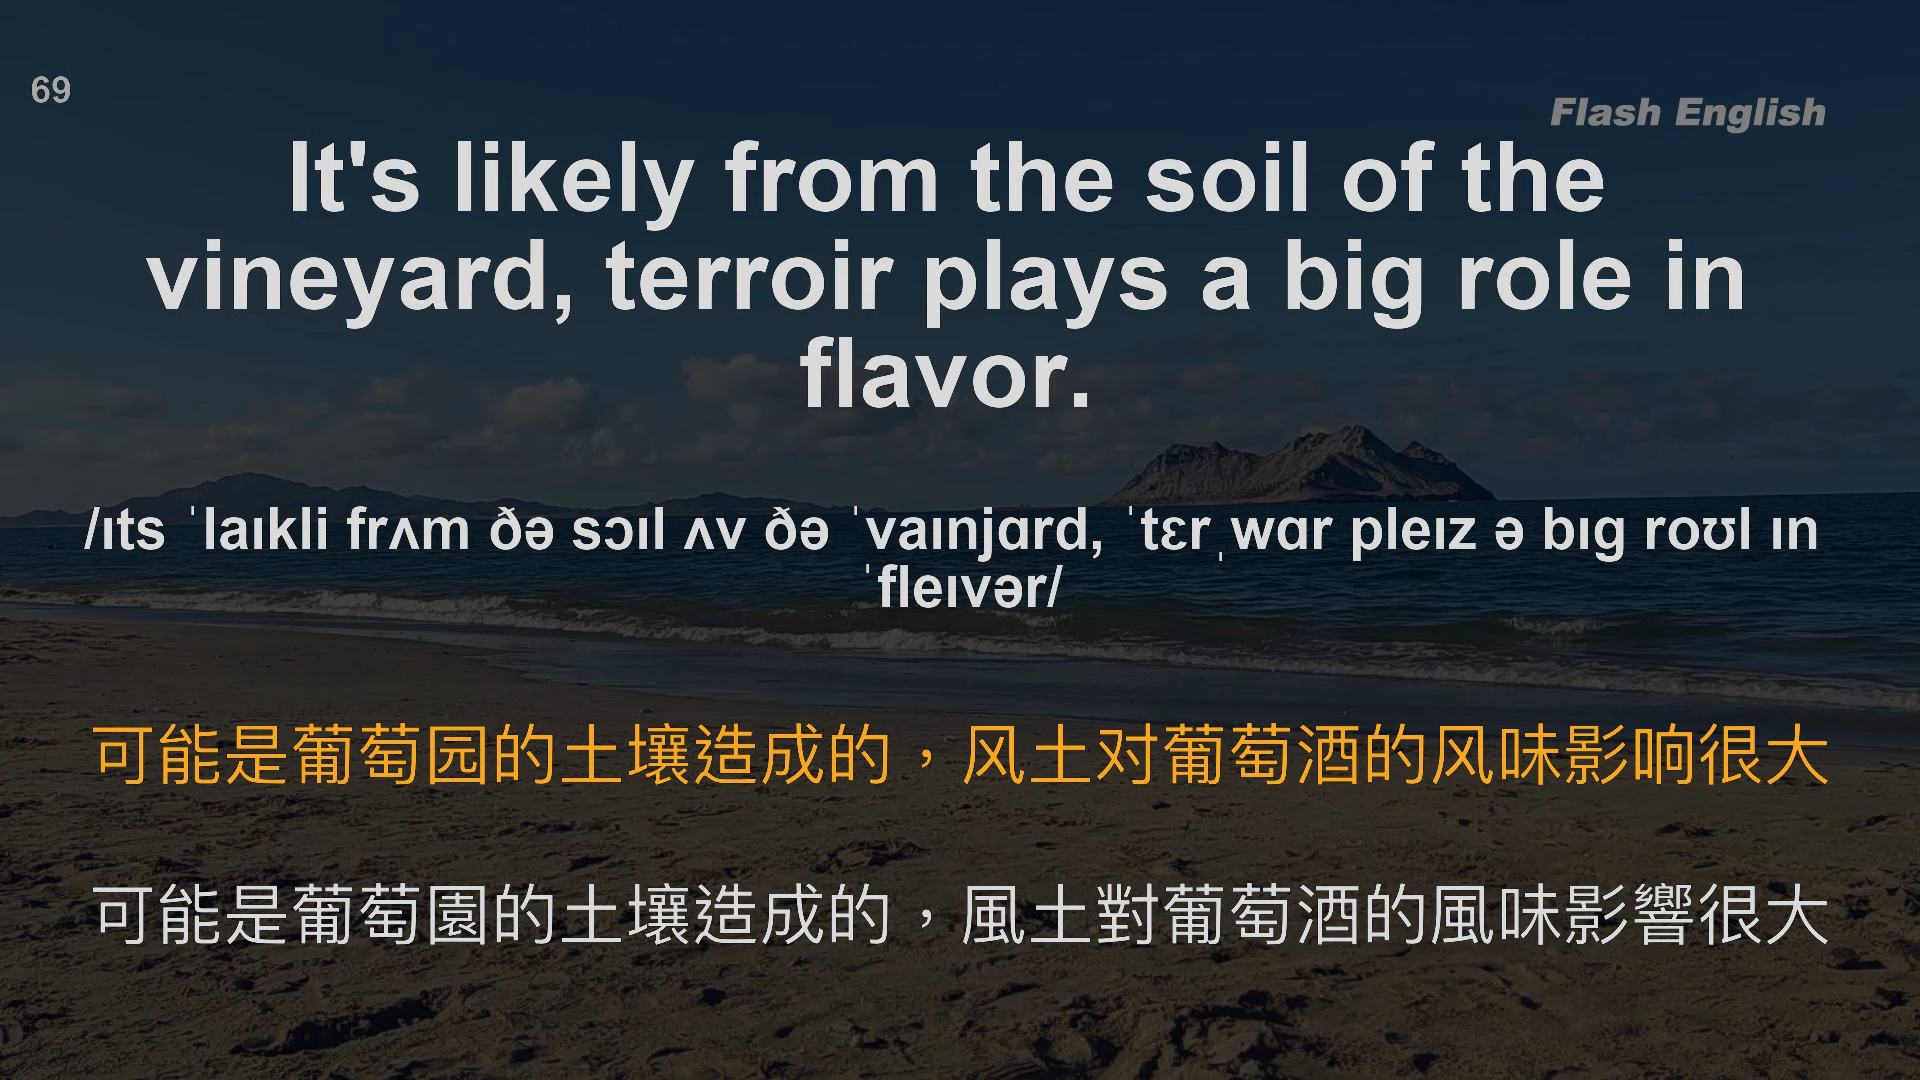 69
Flash English
It's likely from the soil of the
vineyard, terroir plays a big role in
flavor.
/ɪts ˈlaɪkli frʌm ðə sɔɪl ʌv ðə ˈvaɪnjɑrd, ˈtɛrˌwɑr pleɪz ə bɪg roʊl ɪn
ˈfleɪvər/
可能是葡萄园的土壤造成的，风土对葡萄酒的风味影响很大
可能是葡萄園的土壤造成的，風土對葡萄酒的風味影響很大